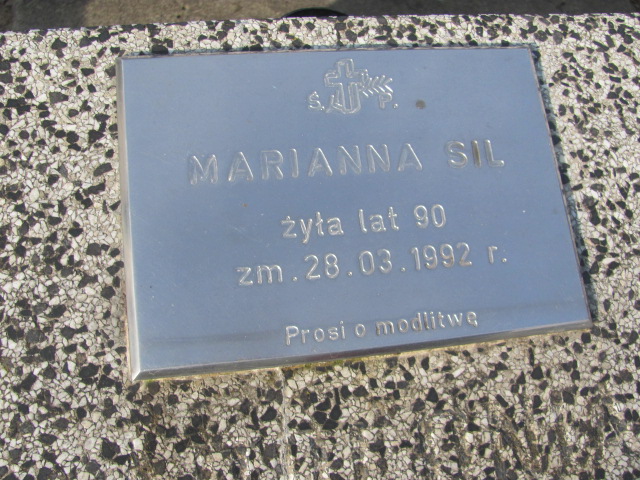 Ś. P.
MARIANNA SIL
żyła lat 90
zm. 28.03.1992 r.
Prosi o modlitwę